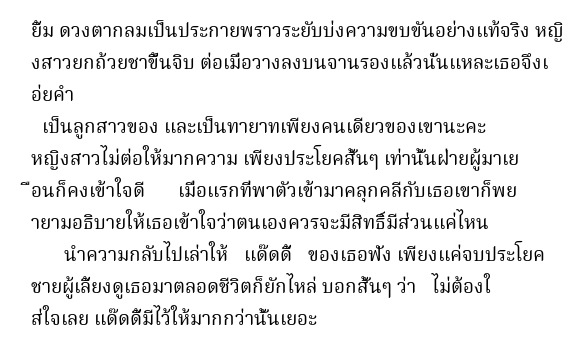 ยิ้ม ดวงตากลมเป็นประกายพราวระยับบ่งความขบขันอย่างแท้จริง หญิ
งสาวยกถ้วยชาขึ้นจิบ ต่อเมื่อวางลงบนจานรองแล้วนั่นแหละเธอจึงเ
อ่ยคำ
เป็นลูกสาวของ และเป็นทายาทเพียงคนเดียวของเขานะคะ
หญิงสาวไม่ต่อให้มากความ เพียงประโยคสั้นๆ เท่านั้นฝ่ายผู้มาเย
ือนก็คงเข้าใจดี เมื่อแรกที่พาตัวเข้ามาคลุกคลีกับเธอเขาก็พย
ายามอธิบายให้เธอเข้าใจว่าตนเองควรจะมีสิทธิ์มีส่วนแค่ไหน
นำความกลับไปเล่าให้ แด๊ดดี้ ของเธอฟัง เพียงแค่จบประโยค
ชายผู้เลี้ยงดูเธอมาตลอดชีวิตก็ยักไหล่ บอกสั้นๆ ว่า ไม่ต้องใ
ส่ใจเลย แด๊ดดี้มีไว้ให้มากกว่านั้นเยอะ